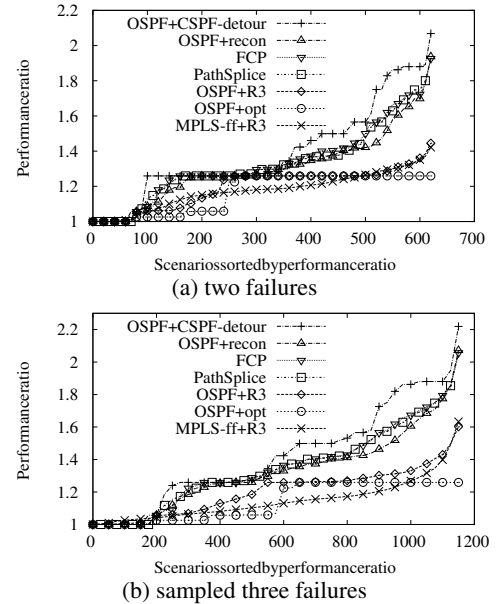 2.2
2
1.8
1.6
1.4
1.2
1
Performanceratio
OSPF+CSPF-detour
OSPF+recon
FCP
PathSplice
OSPF+R3
OSPF+opt
MPLS-ff+R3
0 100 200 300 400 500 600 700
Scenariossortedbyperformanceratio
(a) two failures
2.2
2
1.8
1.6
1.4
1.2
1
Performanceratio
OSPF+CSPF-detour
OSPF+recon
FCP
PathSplice
OSPF+R3
OSPF+opt
MPLS-ff+R3
0 200 400 600 800 1000 1200
Scenariossortedbyperformanceratio
(b) sampled three failures